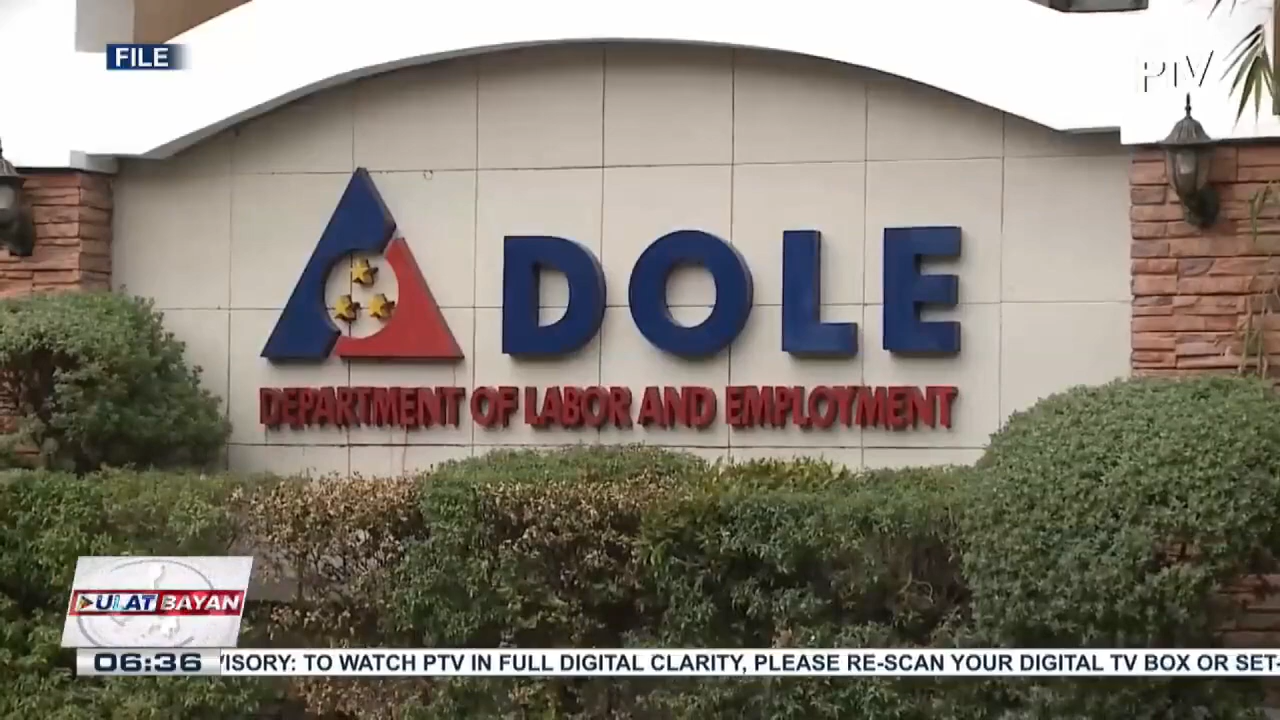 FILE
PTV
DOLE
DEPARTMENT OF LABOR AND EMPLOYMENT
ULAT BAYAN
06:36
VISORY: TO WATCH PTV IN FULL DIGITAL CLARITY, PLEASE RE-SCAN YOUR DIGITAL TV BOX OR SET-